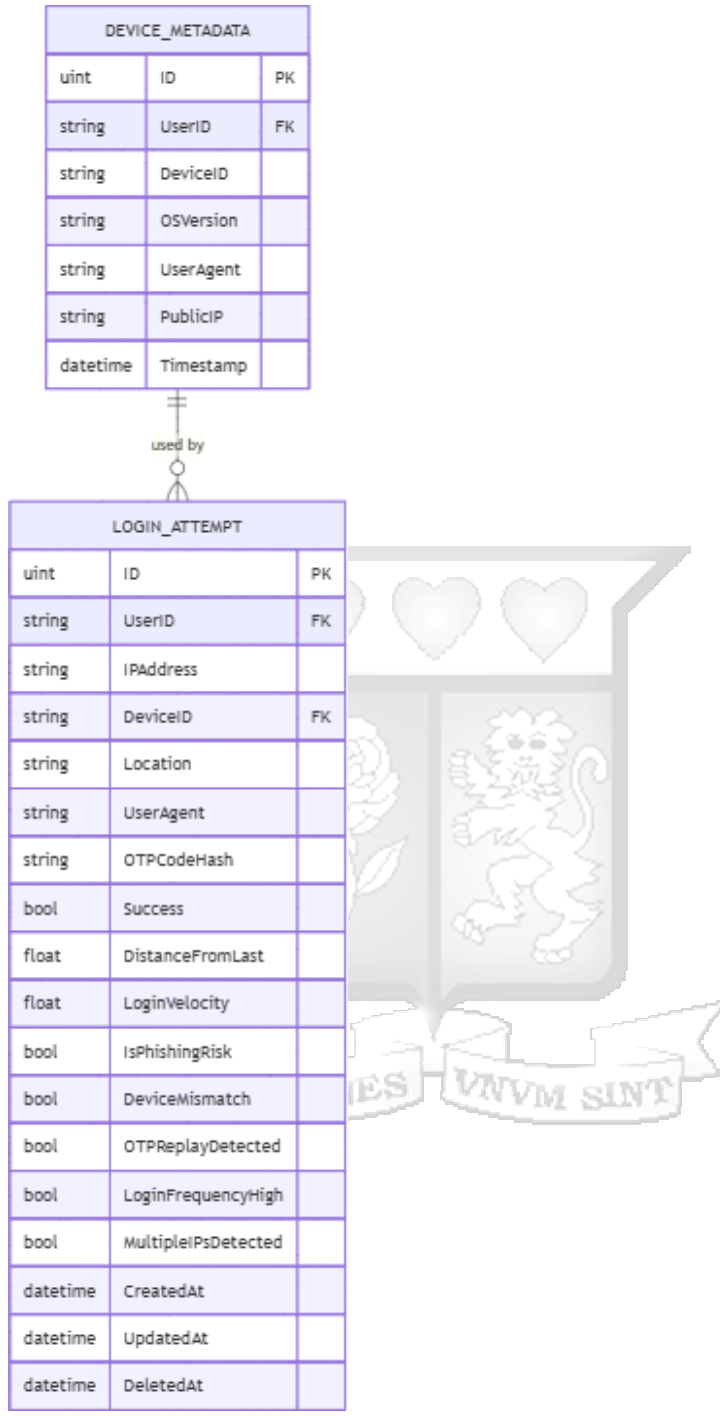 DEVICE_METADATA
uint ID PK
string UserID FK
string DeviceID
string OSVersion
string UserAgent
string PublicIP
datetime Timestamp
used by
LOGIN_ATTEMPT
uint ID PK
string UserID FK
string IPAddress
string DeviceID FK
string Location
string UserAgent
string OTPCodeHash
bool Success
float DistanceFromLast
float LoginVelocity
bool IsPhishingRisk
bool DeviceMismatch
bool OTPReplayDetected
bool LoginFrequencyHigh
bool MultipleIPsDetected
datetime CreatedAt
datetime UpdatedAt
datetime DeletedAt
VNVM SINT